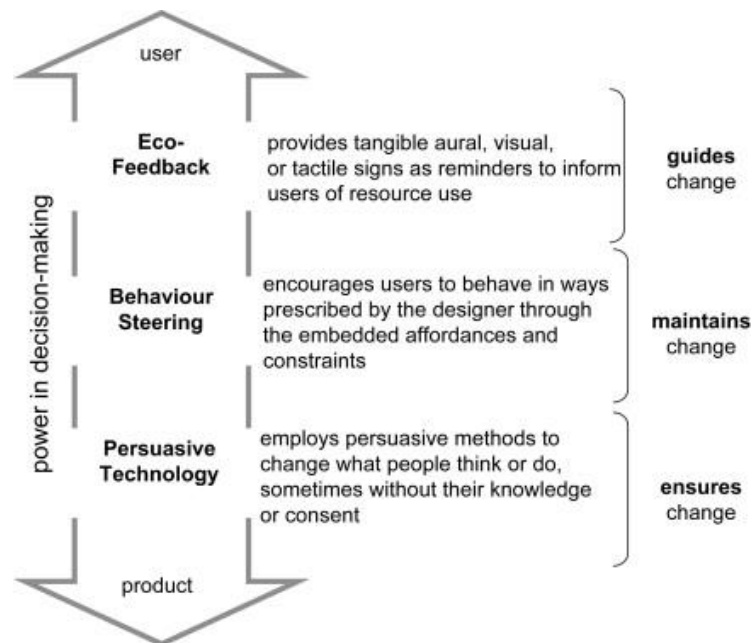 user
power in decision-making
Eco-
Feedback
provides tangible aural, visual,
or tactile signs as reminders to inform
users of resource use
guides
change
Behaviour
Steering
encourages users to behave in ways
prescribed by the designer through
the embedded affordances and
constraints
maintains
change
Persuasive
Technology
employs persuasive methods to
change what people think or do,
sometimes without their knowledge
or consent
ensures
change
product